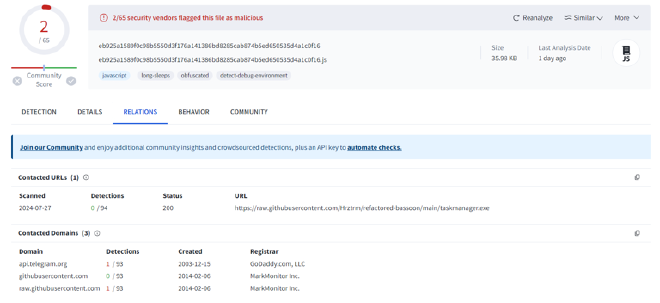 2
/ 65
Community
Score
2/65 security vendors flagged this file as malicious
Reanalyze
Similar
More
Size
35.98 KB
Last Analysis Date
1 day ago
JS
javascript
long-sleeps
obfuscated
detect-debug-environment
DETECTION
DETAILS
RELATIONS
BEHAVIOR
COMMUNITY
Join our Community and enjoy additional community insights and crowdsourced detections, plus an API key to automate checks.
Contacted URLs (1)
Scanned Detections Status URL
2024-07-27 0 / 94 200 https://raw.githubusercontent.com/Hrztrm/refactored-bassoon/main/taskmanager.exe
Contacted Domains (3)
Domain Detections Created Registrar
api.telegram.org 1 / 93 2003-12-15 GoDaddy.com, LLC
githubusercontent.com 0 / 93 2014-02-06 MarkMonitor Inc.
raw.githubusercontent.com 1 / 93 2014-02-06 MarkMonitor Inc.